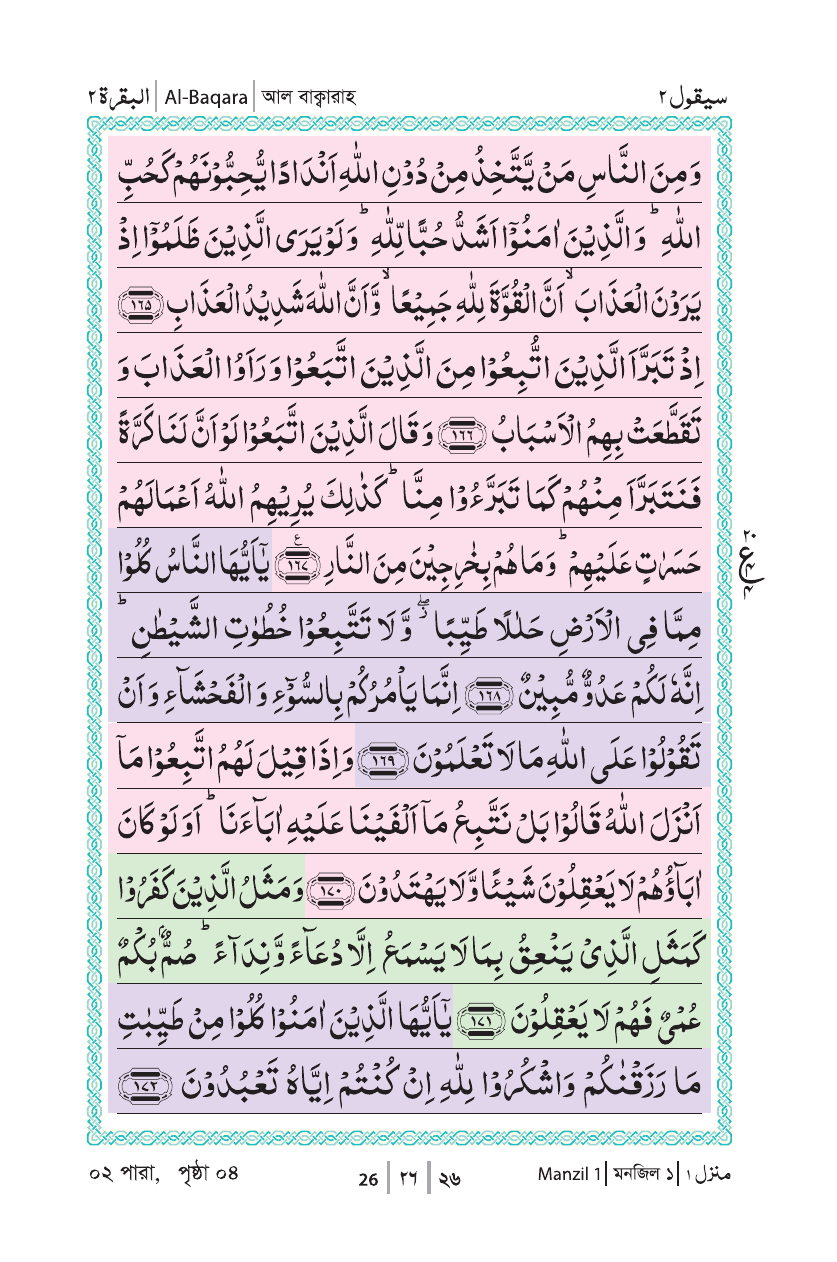 البقرة ٢ | Al-Baqara | আল বাক্বারাহ سيقول ٢
وَمِنَ النَّاسِ مَنۡ يَّتَّخِذُ مِنۡ دُوۡنِ اللّٰهِ اَنۡدَادًا يُّحِبُّوۡنَهُمۡ كَحُبِّ
اللّٰهِ ؕ وَالَّذِيۡنَ اٰمَنُوۡٓا اَشَدُّ حُبًّا لِّلّٰهِ ؕ وَلَوۡ يَرَى الَّذِيۡنَ ظَلَمُوۡٓا اِذۡ
يَرَوۡنَ الۡعَذَابَ ۙ اَنَّ الۡقُوَّةَ لِلّٰهِ جَمِيۡعًا ۙ وَّاَنَّ اللّٰهَ شَدِيۡدُ الۡعَذَابِ ﴿١٦٥﴾
اِذۡ تَبَرَّاَ الَّذِيۡنَ اتُّبِعُوۡا مِنَ الَّذِيۡنَ اتَّبَعُوۡا وَرَاَوُا الۡعَذَابَ وَ
تَقَطَّعَتۡ بِهِمُ الۡاَسۡبَابُ ﴿١٦٦﴾ وَقَالَ الَّذِيۡنَ اتَّبَعُوۡا لَوۡ اَنَّ لَنَا كَرَّةً
فَنَتَبَرَّاَ مِنۡهُمۡ كَمَا تَبَرَّءُوۡا مِنَّا ؕ كَذٰلِكَ يُرِيۡهِمُ اللّٰهُ اَعۡمَالَهُمۡ
حَسَرٰتٍ عَلَيۡهِمۡ ؕ وَمَا هُمۡ بِخٰرِجِيۡنَ مِنَ النَّارِ ﴿١٦٧﴾ ع يٰٓاَيُّهَا النَّاسُ كُلُوۡا
٢٠ ع ٤
مِمَّا فِى الۡاَرۡضِ حَلٰلًا طَيِّبًا ۖ وَّلَا تَتَّبِعُوۡا خُطُوٰتِ الشَّيۡطٰنِ ؕ
اِنَّهٗ لَكُمۡ عَدُوٌّ مُّبِيۡنٌ ﴿١٦٨﴾ اِنَّمَا يَاۡمُرُكُمۡ بِالسُّوۡٓءِ وَالۡفَحۡشَآءِ وَاَنۡ
تَقُوۡلُوۡا عَلَى اللّٰهِ مَا لَا تَعۡلَمُوۡنَ ﴿١٦٩﴾ وَاِذَا قِيۡلَ لَهُمُ اتَّبِعُوۡا مَآ
اَنۡزَلَ اللّٰهُ قَالُوۡا بَلۡ نَتَّبِعُ مَآ اَلۡفَيۡنَا عَلَيۡهِ اٰبَآءَنَا ؕ اَوَلَوۡ كَانَ
اٰبَآؤُهُمۡ لَا يَعۡقِلُوۡنَ شَيۡئًا وَّلَا يَهۡتَدُوۡنَ ﴿١٧٠﴾ وَمَثَلُ الَّذِيۡنَ كَفَرُوۡا
كَمَثَلِ الَّذِىۡ يَنۡعِقُ بِمَا لَا يَسۡمَعُ اِلَّا دُعَآءً وَّنِدَآءً ؕ صُمٌّۢ بُكۡمٌ
عُمۡىٌ فَهُمۡ لَا يَعۡقِلُوۡنَ ﴿١٧١﴾ يٰٓاَيُّهَا الَّذِيۡنَ اٰمَنُوۡا كُلُوۡا مِنۡ طَيِّبٰتِ
مَا رَزَقۡنٰكُمۡ وَاشۡكُرُوۡا لِلّٰهِ اِنۡ كُنۡتُمۡ اِيَّاهُ تَعۡبُدُوۡنَ ﴿١٧٢﴾
০২ পারা, পৃষ্ঠা ০৪ 26 | ٢٦ | ২৬ Manzil 1 | মনজিল ১ | منزل ١